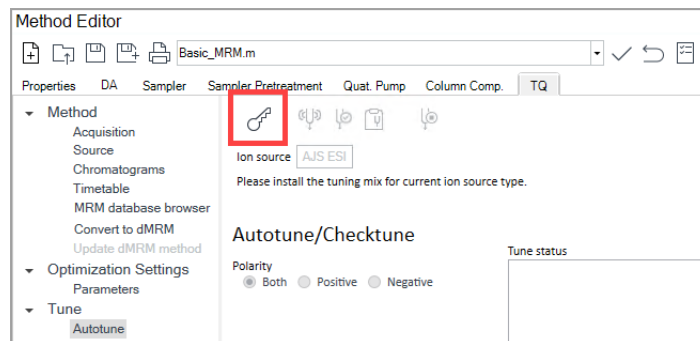 Method Editor
Basic_MRM.m
Properties DA Sampler Sampler Pretreatment Quat. Pump Column Comp. TQ
Method
Acquisition
Source
Chromatograms
Timetable
MRM database browser
Convert to dMRM
Update dMRM method
Optimization Settings
Parameters
Tune
Autotune
Ion source AJS ESI
Please install the tuning mix for current ion source type.
Autotune/Checktune
Polarity
Both Positive Negative
Tune status